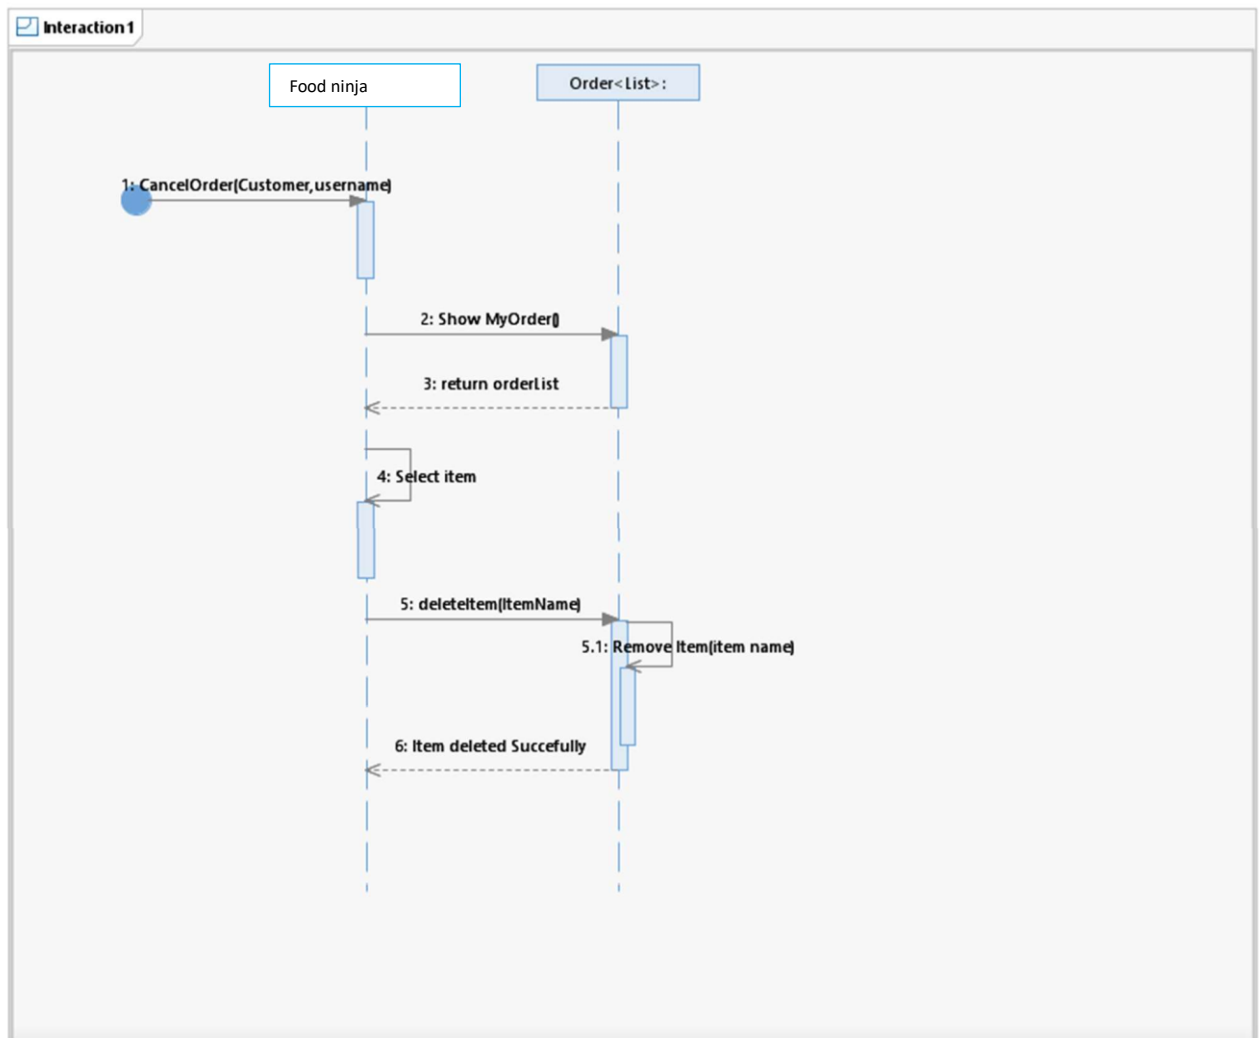 Interaction1
Food ninja
Order<List>:
1: CancelOrder(Customer,username)
2: Show MyOrder()
3: return orderList
4: Select item
5: deleteItem(ItemName)
5.1: Remove Item(item name)
6: Item deleted Succefully